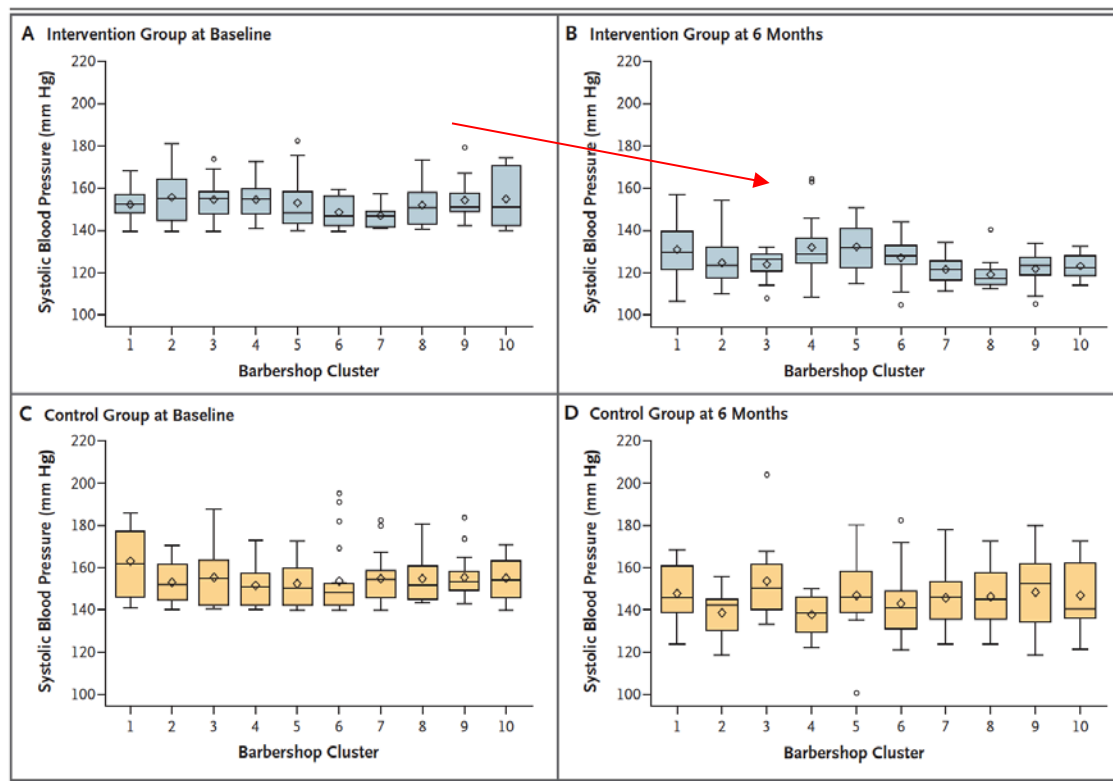 A Intervention Group at Baseline
Systolic Blood Pressure (mm Hg)
220
200
180
160
140
120
100
1 2 3 4 5 6 7 8 9 10
Barbershop Cluster
B Intervention Group at 6 Months
Systolic Blood Pressure (mm Hg)
220
200
180
160
140
120
100
1 2 3 4 5 6 7 8 9 10
Barbershop Cluster
C Control Group at Baseline
Systolic Blood Pressure (mm Hg)
220
200
180
160
140
120
100
1 2 3 4 5 6 7 8 9 10
Barbershop Cluster
D Control Group at 6 Months
Systolic Blood Pressure (mm Hg)
220
200
180
160
140
120
100
1 2 3 4 5 6 7 8 9 10
Barbershop Cluster